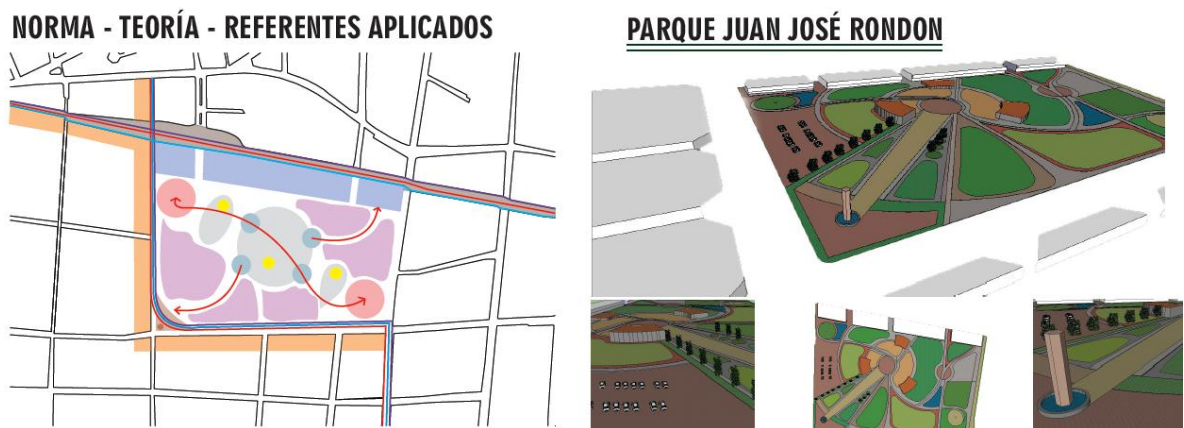 NORMA - TEORÍA - REFERENTES APLICADOS
PARQUE JUAN JOSÉ RONDON